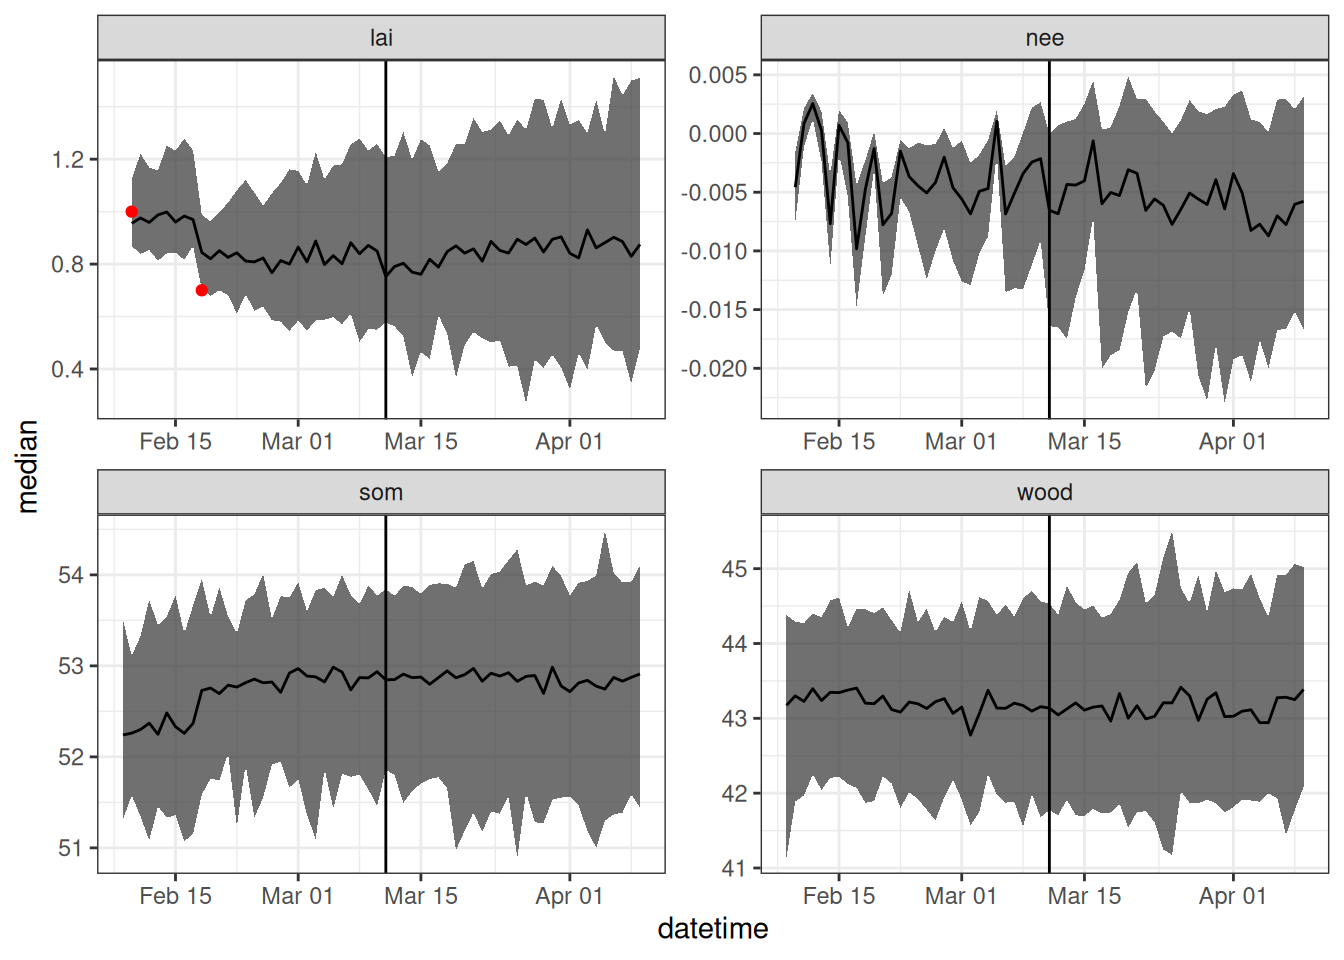 lai
nee
1.2
0.8
0.4
0.005
0.000
-0.005
-0.010
-0.015
-0.020
Feb 15 Mar 01 Mar 15 Apr 01
Feb 15 Mar 01 Mar 15 Apr 01
median
som
wood
54
53
52
51
45
44
43
42
41
Feb 15 Mar 01 Mar 15 Apr 01
Feb 15 Mar 01 Mar 15 Apr 01
datetime